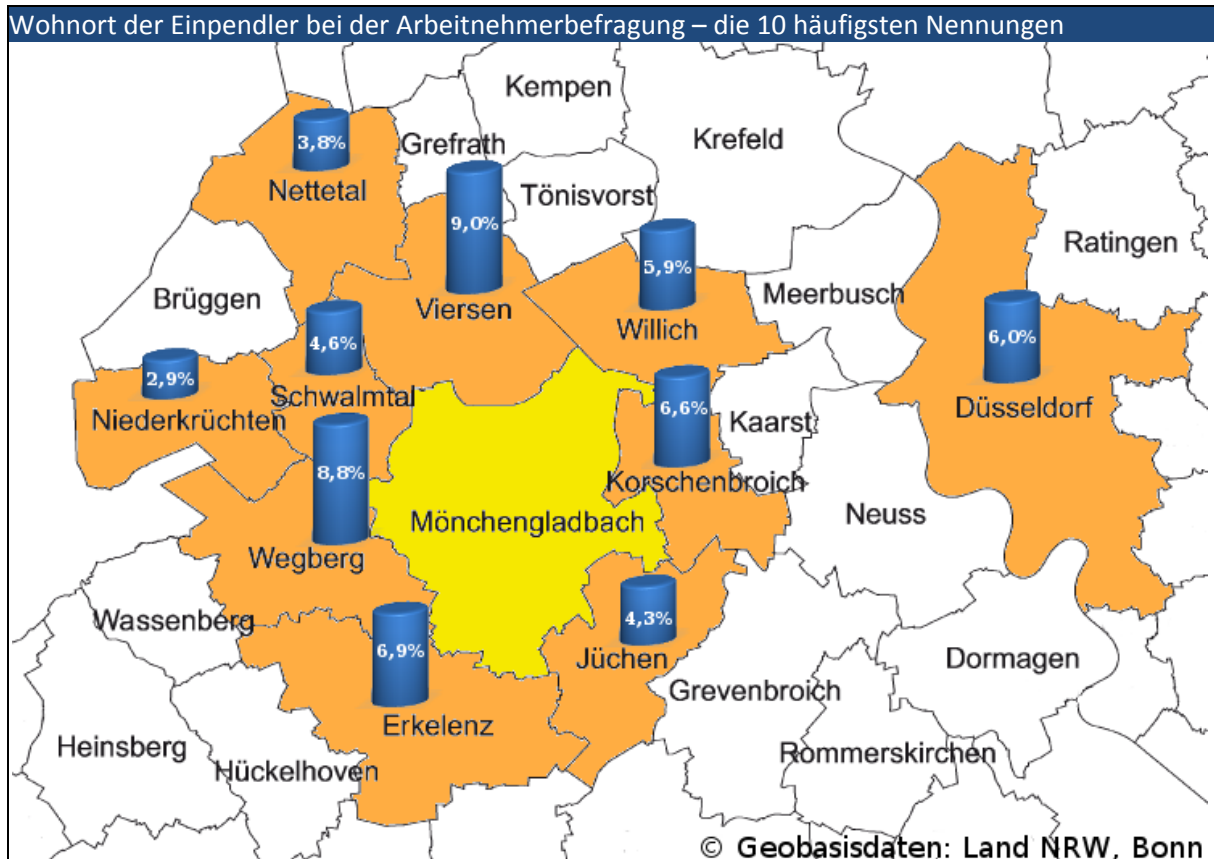 Wohnort der Einpendler bei der Arbeitnehmerbefragung – die 10 häufigsten Nennungen
Kempen
Krefeld
3,8%
Grefrath
Nettetal
Tönisvorst
9,0%
Ratingen
5,9%
Brüggen
Meerbusch
Viersen
Willich
4,6%
6,0%
2,9%
Schwalmtal
6,6%
Kaarst
Düsseldorf
Niederkrüchten
8,8%
Korschenbroich
Mönchengladbach
Neuss
Wegberg
Wassenberg
4,3%
6,9%
Jüchen
Dormagen
Grevenbroich
Erkelenz
Heinsberg
Rommerskirchen
Hückelhoven
© Geobasisdaten: Land NRW, Bonn